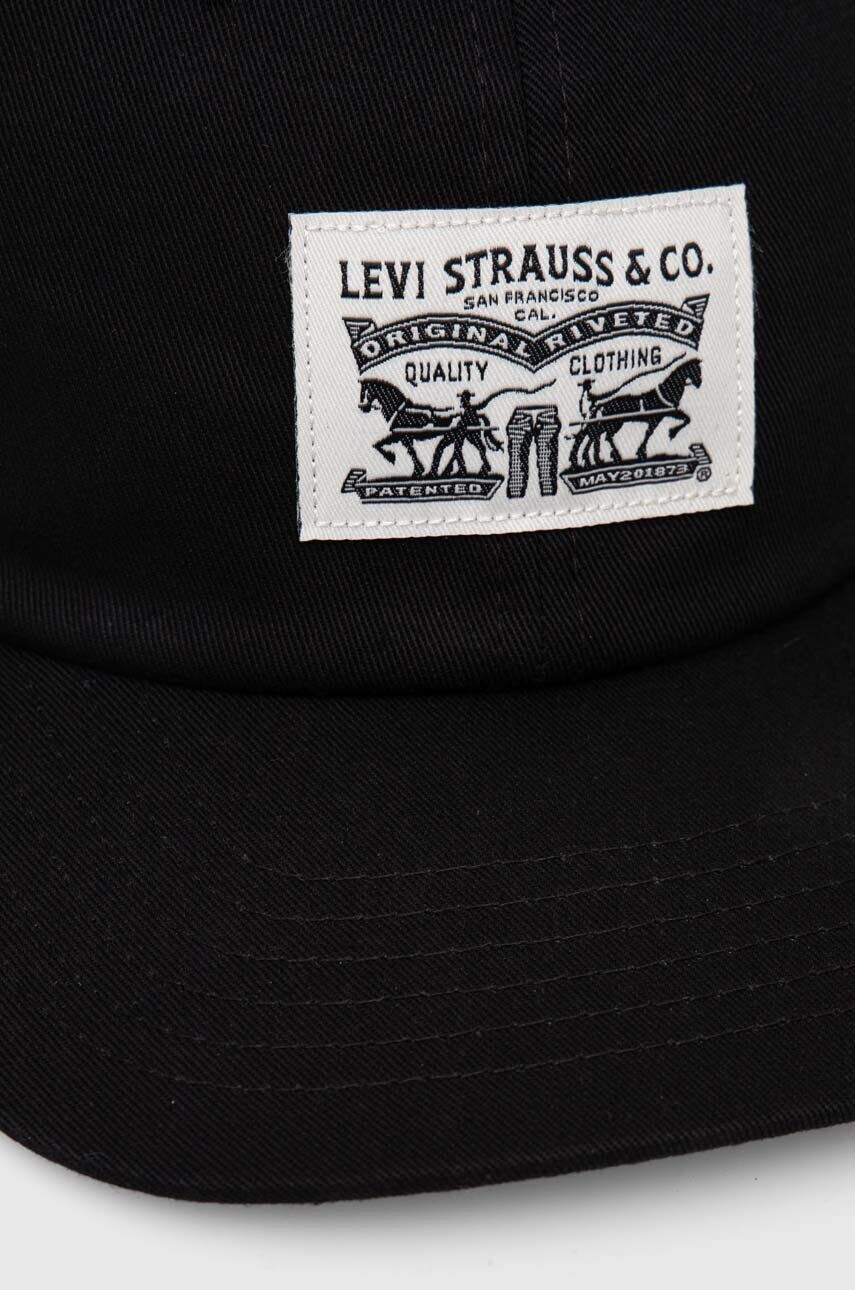 LEVI STRAUSS & CO.
SAN FRANCISCO
CAL.
ORIGINAL RIVETED
QUALITY CLOTHING
PATENTED MAY201873 ®